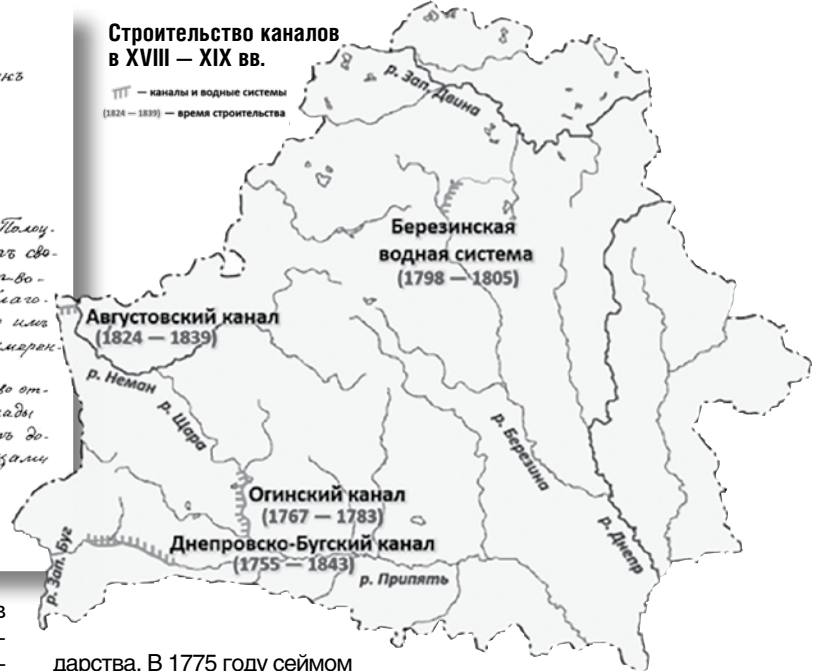 Строительство каналов
в XVIII – XIX вв.
— каналы и водные системы
(1824 — 1839) — время строительства
р. Зап. Двина
Березинская
водная система
(1798 — 1805)
Августовский канал
(1824 — 1839)
р. Неман
р. Щара
р. Березина
Огинский канал
(1767 — 1783)
р. Днепр
Днепровско-Бугский канал
(1755 — 1843)
р. Зап. Буг
р. Припять
в
дарства. В 1775 году сеймом